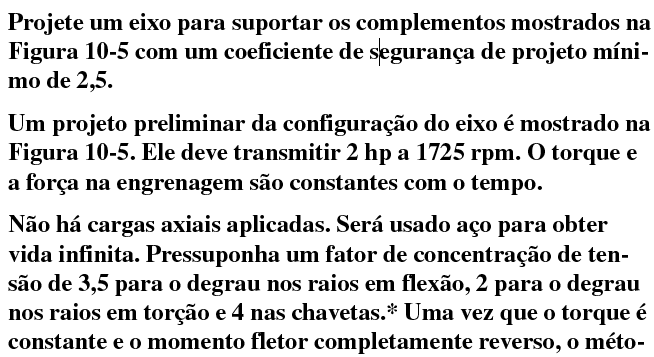 Projete um eixo para suportar os complementos mostrados na
Figura 10-5 com um coeficiente de segurança de projeto míni-
mo de 2,5.
Um projeto preliminar da configuração do eixo é mostrado na
Figura 10-5. Ele deve transmitir 2 hp a 1725 rpm. O torque e
a força na engrenagem são constantes com o tempo.
Não há cargas axiais aplicadas. Será usado aço para obter
vida infinita. Pressuponha um fator de concentração de ten-
são de 3,5 para o degrau nos raios em flexão, 2 para o degrau
nos raios em torção e 4 nas chavetas.* Uma vez que o torque é
constante e o momento fletor completamente reverso, o méto-